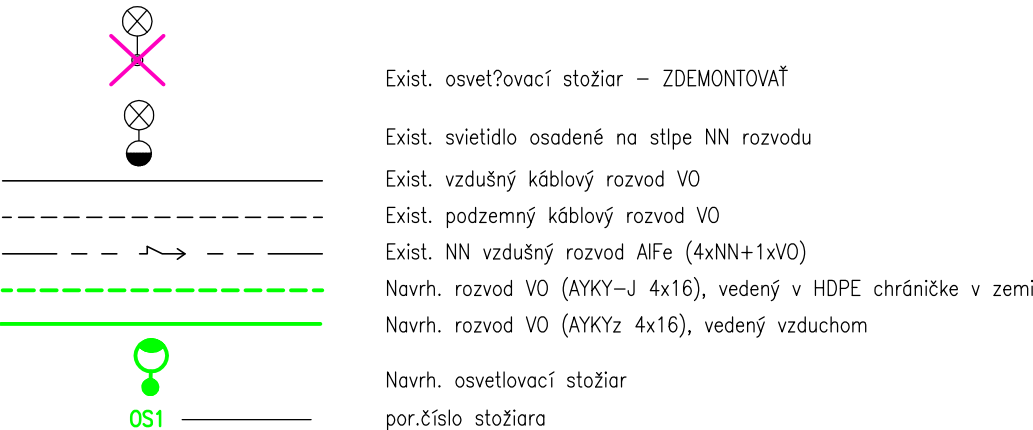 Exist. osvet?ovací stožiar - ZDEMONTOVAŤ
Exist. svietidlo osadené na stlpe NN rozvodu
Exist. vzdušný káblový rozvod VO
Exist. podzemný káblový rozvod VO
Exist. NN vzdušný rozvod AlFe (4xNN+1xVO)
Navrh. rozvod VO (AYKY-J 4x16), vedený v HDPE chráničke v zemi
Navrh. rozvod VO (AYKYz 4x16), vedený vzduchom
Navrh. osvetlovací stožiar
OS1 por.číslo stožiara